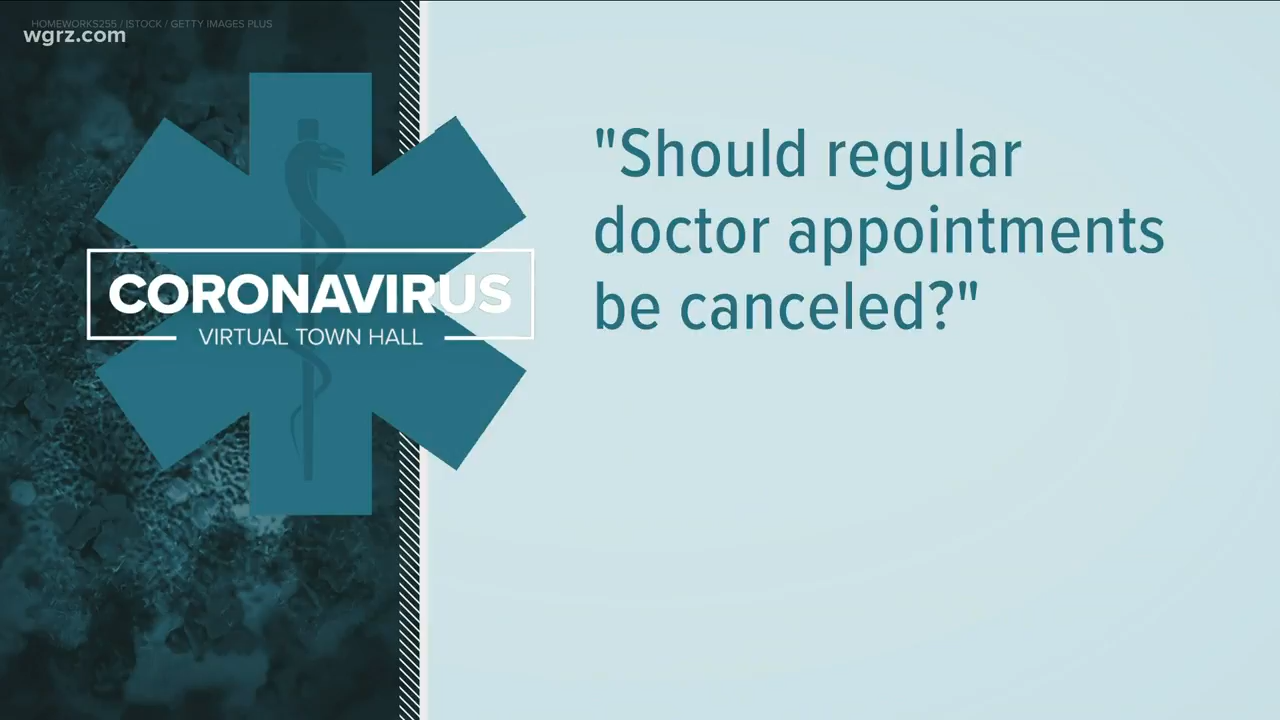 HOMEWORKS255 / ISTOCK / GETTY IMAGES PLUS
wgrz.com
CORONAVIRUS
VIRTUAL TOWN HALL
"Should regular
doctor appointments
be canceled?"